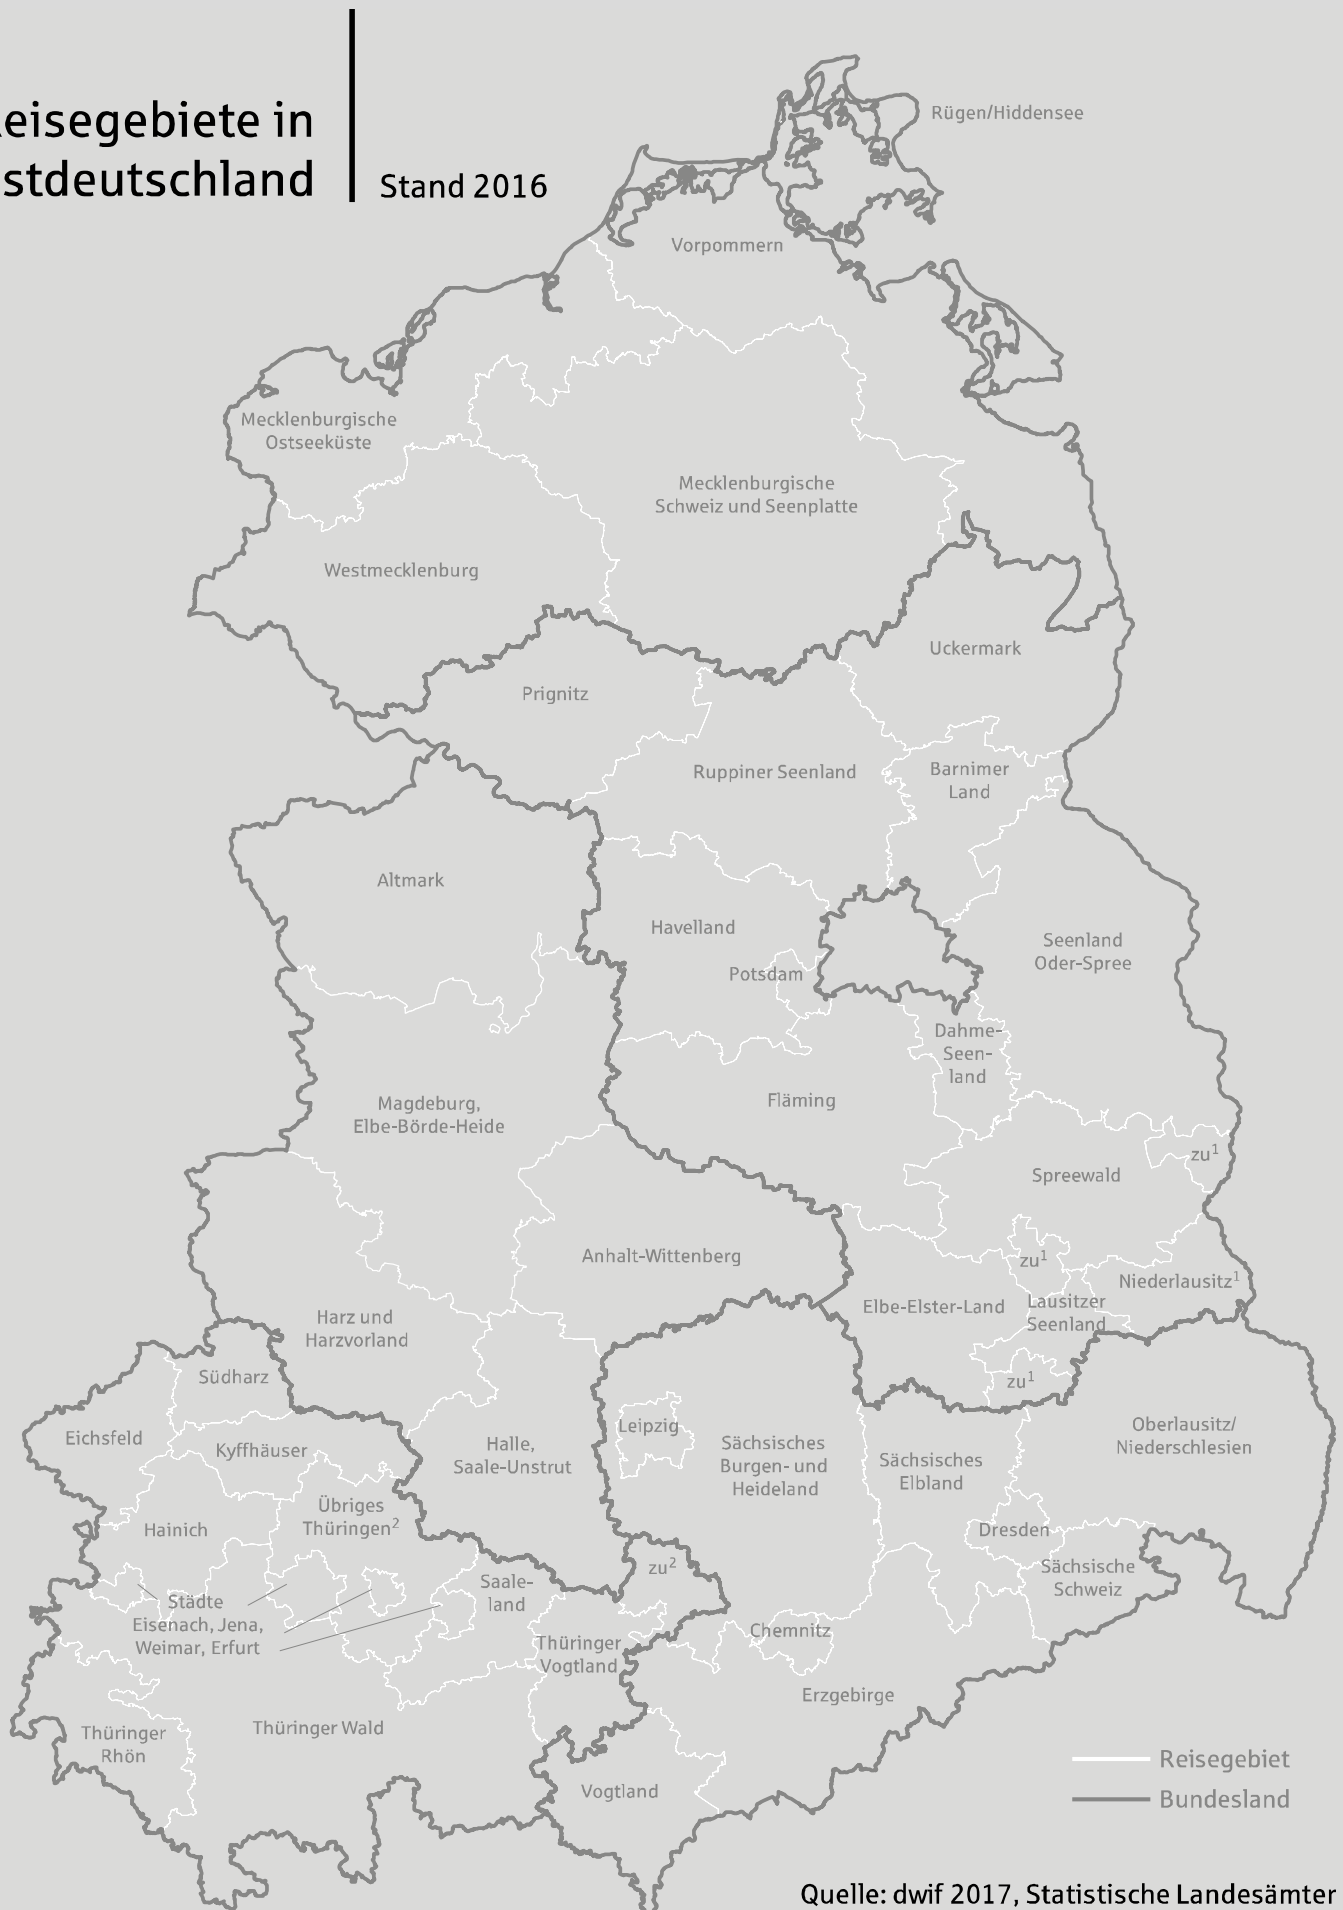 eisegebiete in
stdeutschland
Stand 2016
Rügen/Hiddensee
Vorpommern
Mecklenburgische
Ostseeküste
Mecklenburgische
Schweiz und Seenplatte
Westmecklenburg
Uckermark
Prignitz
Ruppiner Seenland
Barnimer
Land
Altmark
Havelland
Potsdam
Seenland
Oder-Spree
Dahme-
Seen-
land
Magdeburg,
Elbe-Börde-Heide
Fläming
zu¹
Spreewald
Anhalt-Wittenberg
zu¹
Niederlausitz¹
Elbe-Elster-Land
Lausitzer
Seenland
Harz und
Harzvorland
Südharz
zu¹
Eichsfeld
Kyffhäuser
Halle,
Saale-Unstrut
Leipzig
Sächsisches
Burgen- und
Heideland
Sächsisches
Elbland
Oberlausitz/
Niederschlesien
Hainich
Übriges
Thüringen²
Dresden
zu²
Sächsische
Schweiz
Städte
Eisenach, Jena,
Weimar, Erfurt
Saale-
land
Thüringer
Vogtland
Chemnitz
Erzgebirge
Thüringer
Rhön
Thüringer Wald
Vogtland
Reisegebiet
Bundesland
Quelle: dwif 2017, Statistische Landesämter